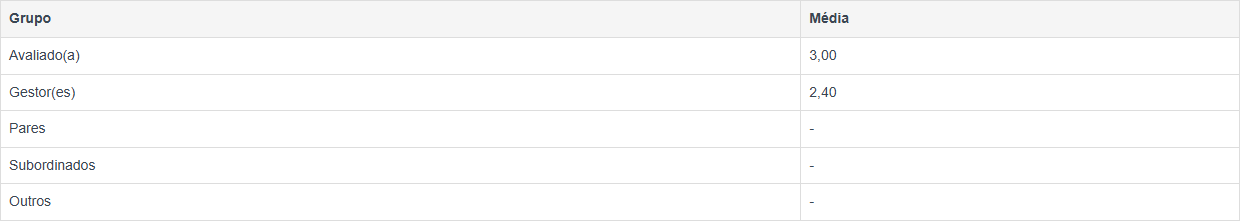 Grupo Média
Avaliado(a) 3,00
Gestor(es) 2,40
Pares -
Subordinados -
Outros -